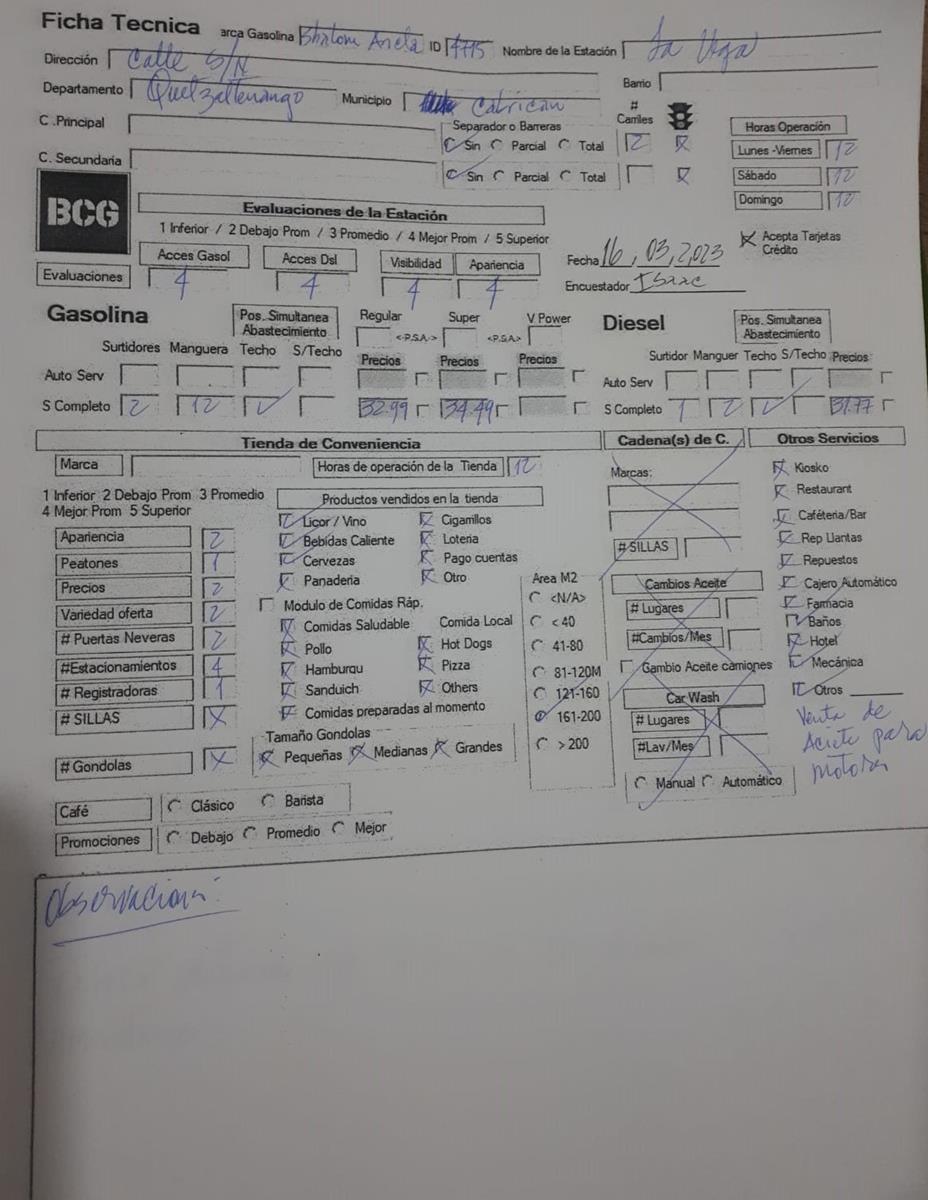 Ficha Tecnica arca Gasolina Shalom Arela ID 4775 Nombre de la Estación La Vega
Dirección Calle S/N
Barrio
Departamento Quetzaltenango Municipio Cabrican
C .Principal Separador o Barreras # Carriles Horas Operación
Sin Parcial Total 2 X Lunes -Viernes 12
C. Secundaria Sin Parcial Total X Sábado 12
Domingo 12
BCG
Evaluaciones de la Estación
1 Inferior / 2 Debajo Prom / 3 Promedio / 4 Mejor Prom / 5 Superior
X Acepta Tarjetas Crédito
Acces Gasol Acces Dsl Visibilidad Apariencia Fecha 16, 03, 2,023
Evaluaciones 4 4 4 4 Encuestador Isaac
Gasolina Pos. Simultanea Abastecimiento Regular Super V Power Diesel Pos. Simultanea Abastecimiento
<-P.S.A.-> <-P.S.A>
Surtidores Manguera Techo S/Techo Precios Precios Precios Surtidor Manguer Techo S/Techo Precios
Auto Serv Auto Serv
S Completo 2 12 ✓ 32.99 34.49 S Completo 1 2 ✓ 31.77
Tienda de Conveniencia Cadena(s) de C. Otros Servicios
Marca Horas de operación de la Tienda 12 Marcas: Kiosko
1 Inferior 2 Debajo Prom 3 Promedio Productos vendidos en la tienda Restaurant
4 Mejor Prom 5 Superior Licor / Vino Cigarrillos Caféteria/Bar
Apariencia 2 Bebidas Caliente Loteria # SILLAS Rep Llantas
Peatones 1 Cervezas Pago cuentas Repuestos
Precios 2 Panaderia Otro Area M2 Cambios Aceite Cajero Automático
Variedad oferta 2 Modulo de Comidas Ráp. <N/A> # Lugares Farmacia
# Puertas Neveras 2 Comidas Saludable Comida Local < 40 #Cambios/Mes Baños
#Estacionamientos 4 Pollo Hot Dogs 41-80 Hotel
# Registradoras 1 Hamburqu Pizza 81-120M Gambio Aceite camiones Mecánica
# SILLAS X Sanduich Others 121-160 Car Wash Otros
Comidas preparadas al momento 161-200 # Lugares Venta de
Tamaño Gondolas > 200 #Lav/Mes Aciete para
# Gondolas X Pequeñas Medianas Grandes Manual Automático motores
Café Clásico Barista
Promociones Debajo Promedio Mejor
Observacion: